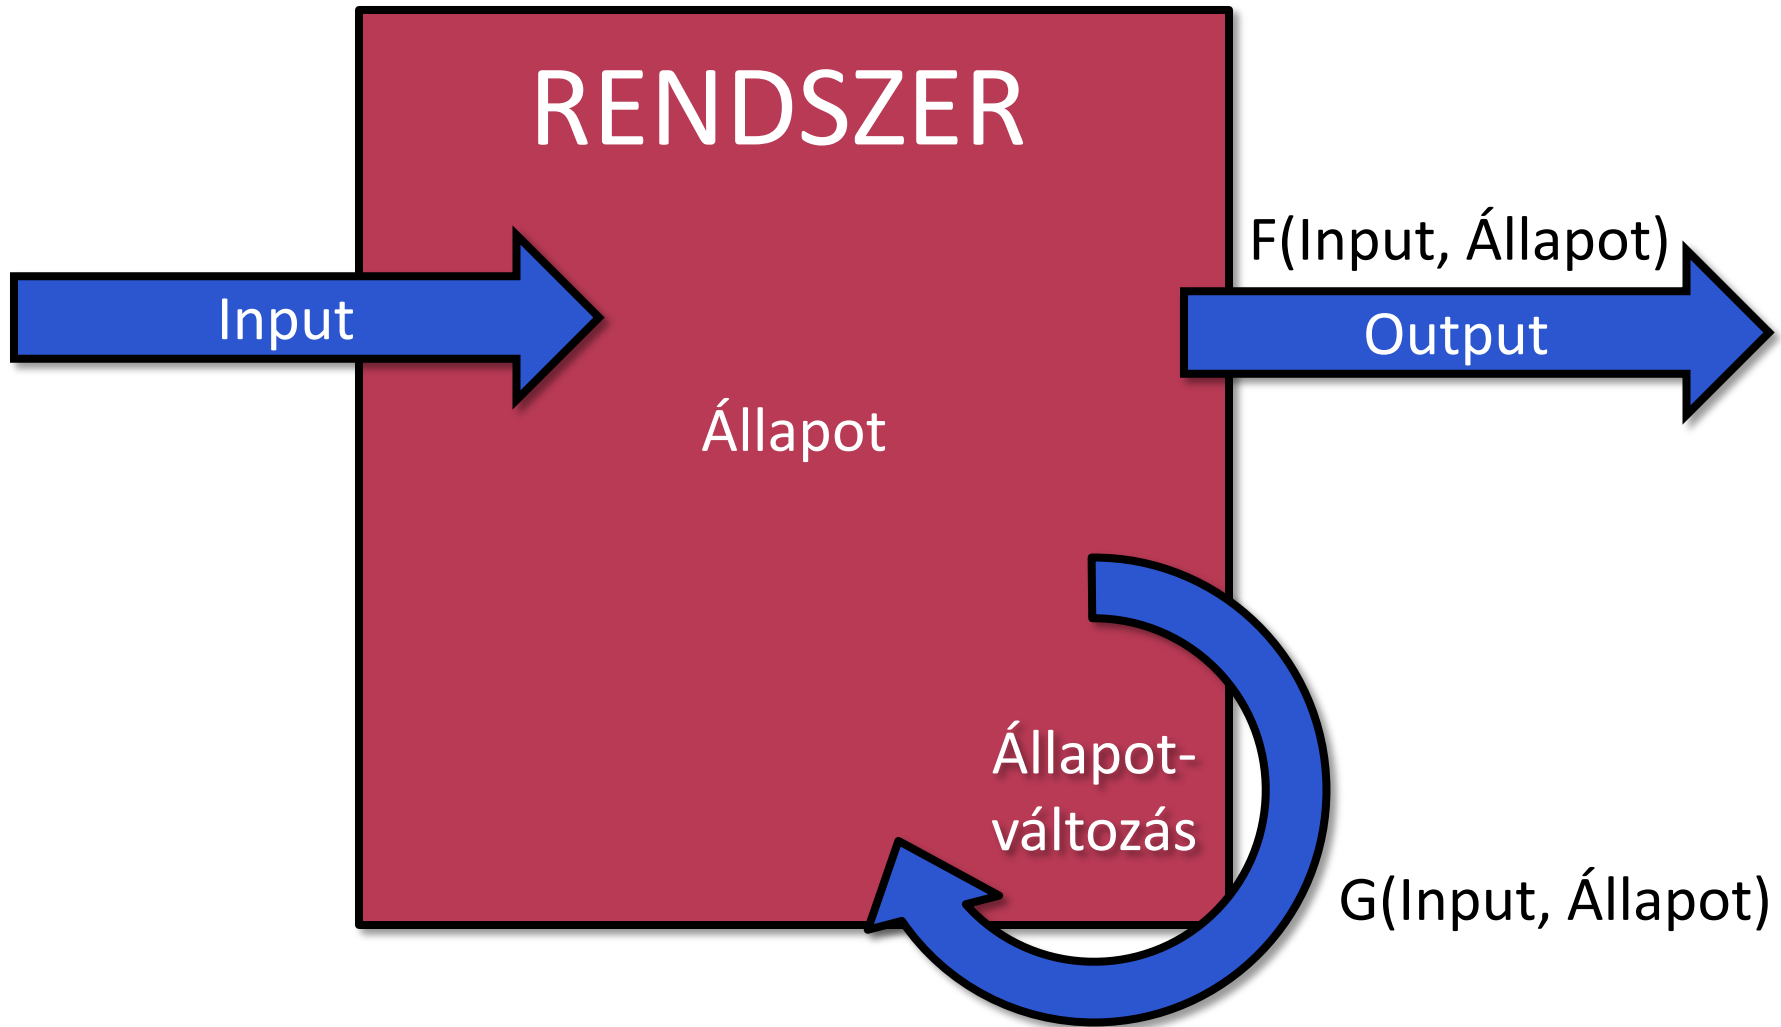 RENDSZER
F(Input, Állapot)
Input
Output
Állapot
Állapot-
változás
G(Input, Állapot)